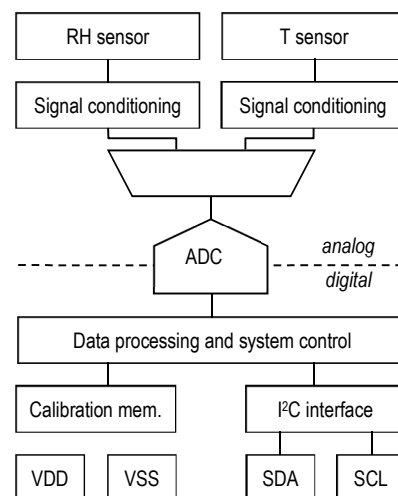 RH sensor
T sensor
Signal conditioning
Signal conditioning
ADC
analog
digital
Data processing and system control
Calibration mem.
I²C interface
VDD
VSS
SDA
SCL